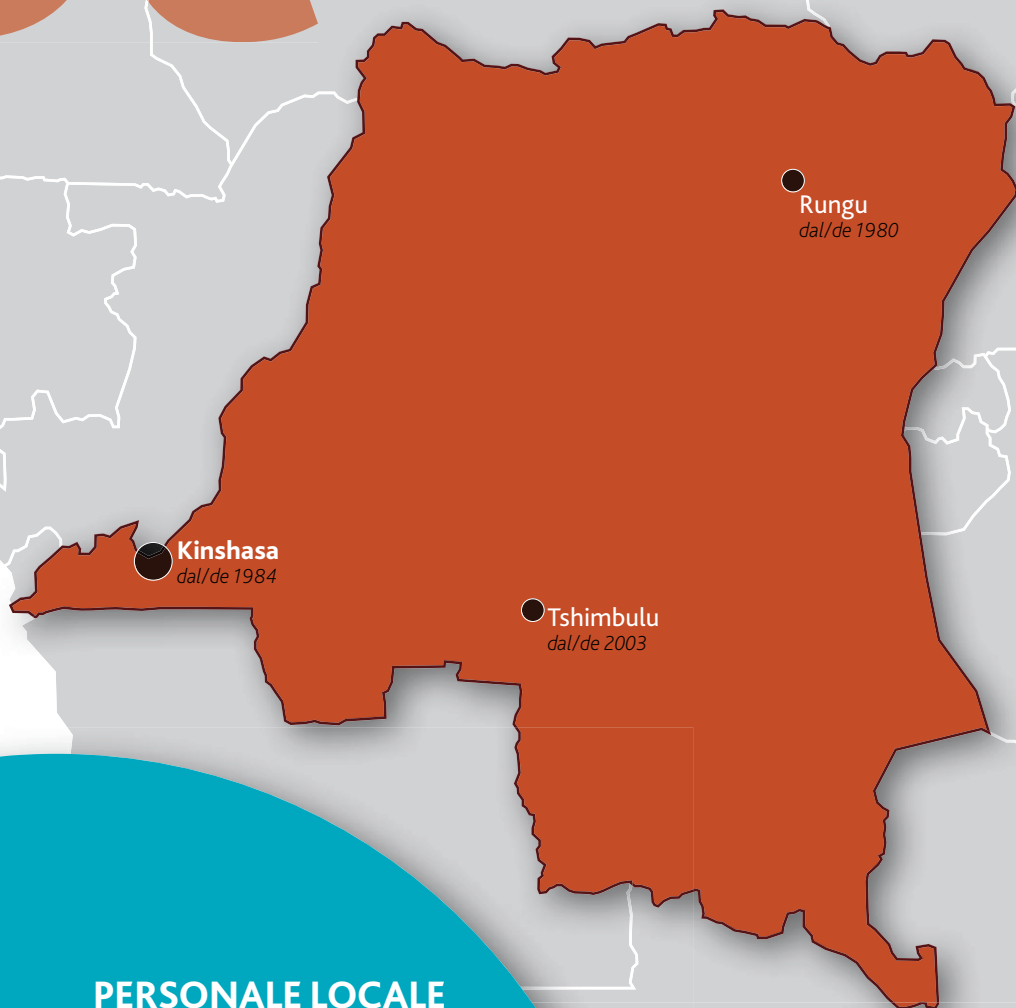 Rungu
dal/de 1980
Kinshasa
dal/de 1984
Tshimbulu
dal/de 2003
PERSONALE LOCALE